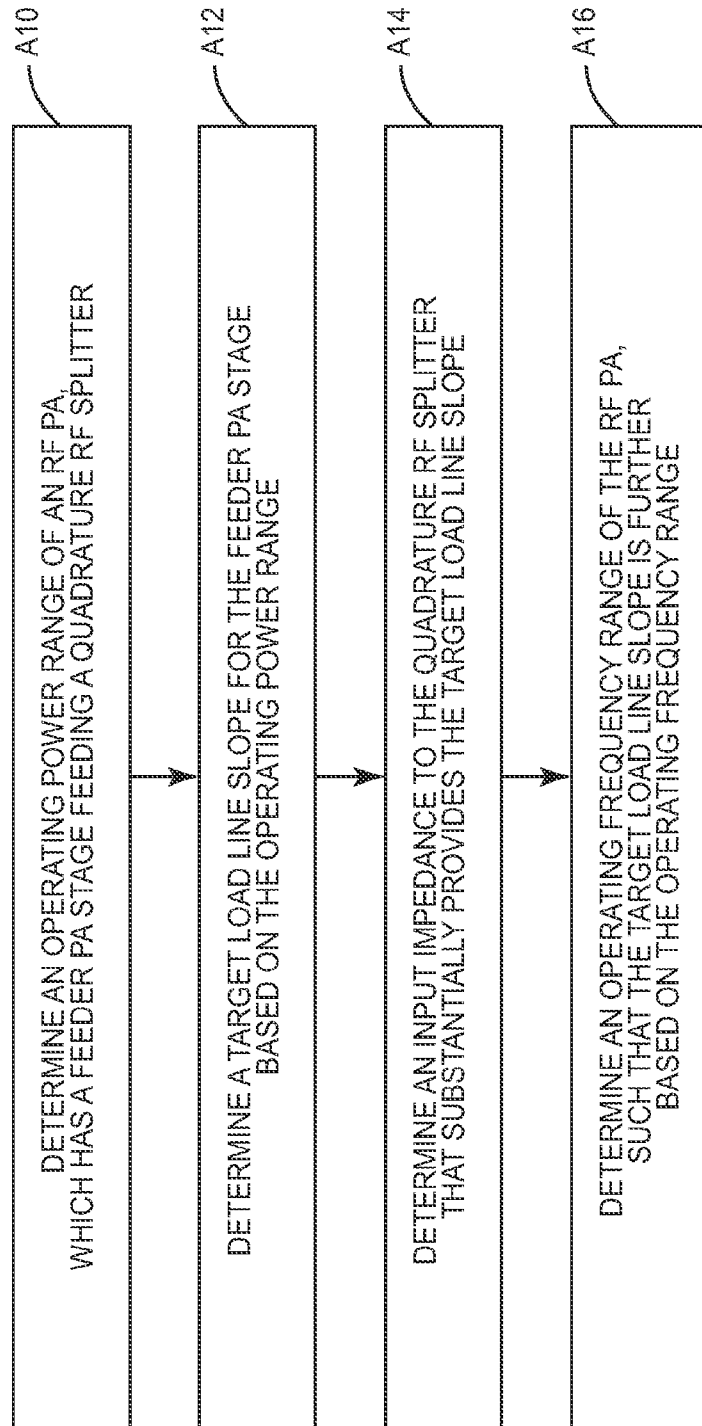 DETERMINE AN OPERATING POWER RANGE OF AN RF PA,
WHICH HAS A FEEDER PA STAGE FEEDING A QUADRATURE RF SPLITTER
A10
DETERMINE A TARGET LOAD LINE SLOPE FOR THE FEEDER PA STAGE
BASED ON THE OPERATING POWER RANGE
A12
DETERMINE AN INPUT IMPEDANCE TO THE QUADRATURE RF SPLITTER
THAT SUBSTANTIALLY PROVIDES THE TARGET LOAD LINE SLOPE
A14
DETERMINE AN OPERATING FREQUENCY RANGE OF THE RF PA,
SUCH THAT THE TARGET LOAD LINE SLOPE IS FURTHER
BASED ON THE OPERATING FREQUENCY RANGE
A16